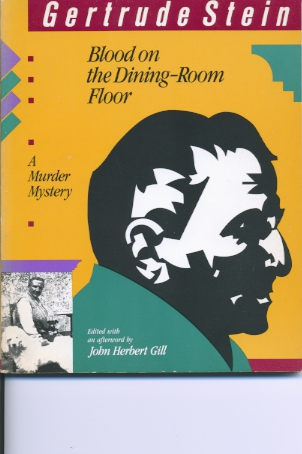 Gertrude Stein
Blood on
the Dining-Room
Floor
A
Murder
Mystery
Edited with
an afterword by
John Herbert Gill